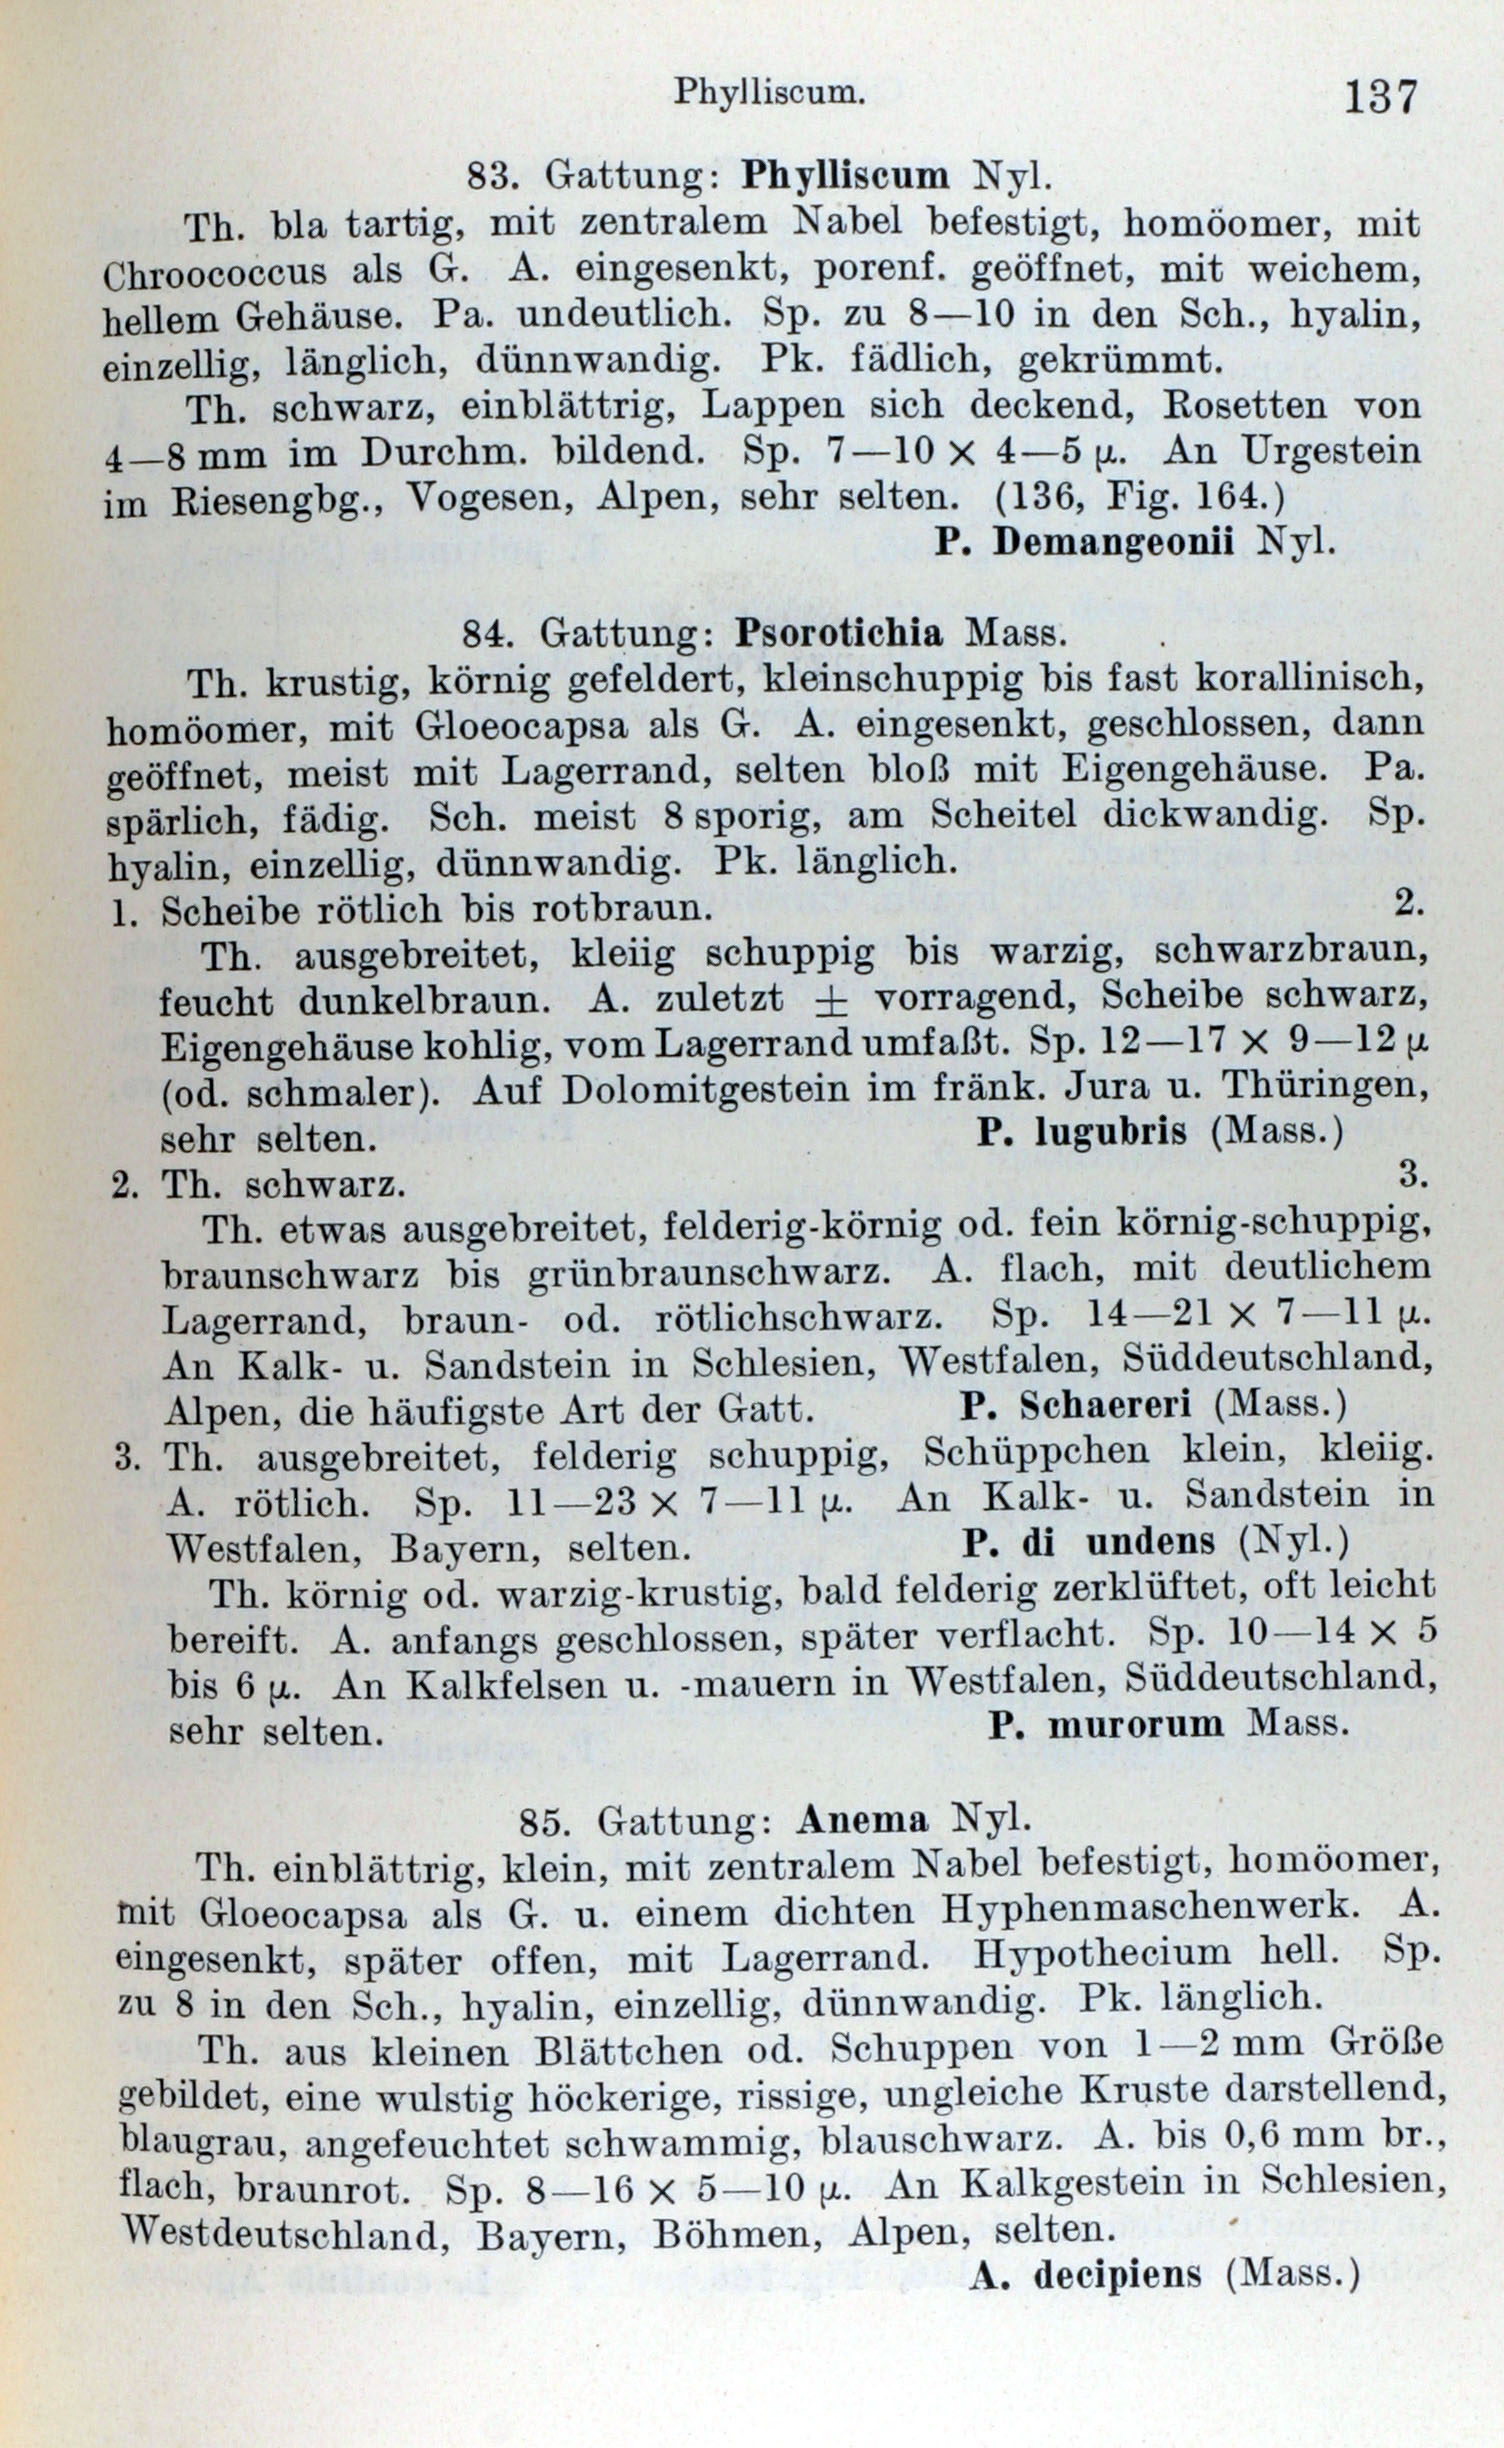 Phylliscum.
137
83. Gattung: Phylliscum Nyl.
Th. bla tartig, mit zentralem Nabel befestigt, homöomer, mit
Chroococcus als G. A. eingesenkt, porenf. geöffnet, mit weichem,
hellem Gehäuse. Pa. undeutlich. Sp. zu 8—10 in den Sch., hyalin,
einzellig, länglich, dünnwandig. Pk. fädlich, gekrümmt.
Th. schwarz, einblättrig, Lappen sich deckend, Rosetten von
4—8 mm im Durchm. bildend. Sp. 7—10 × 4—5 μ. An Urgestein
im Riesengbg., Vogesen, Alpen, sehr selten. (136, Fig. 164.)
P. Demangeonii Nyl.
84. Gattung: Psorotichia Mass.
Th. krustig, körnig gefeldert, kleinschuppig bis fast korallinisch,
homöomer, mit Gloeocapsa als G. A. eingesenkt, geschlossen, dann
geöffnet, meist mit Lagerrand, selten bloß mit Eigengehäuse. Pa.
spärlich, fädig. Sch. meist 8 sporig, am Scheitel dickwandig. Sp.
hyalin, einzellig, dünnwandig. Pk. länglich.
1. Scheibe rötlich bis rotbraun. 2.
Th. ausgebreitet, kleiig schuppig bis warzig, schwarzbraun,
feucht dunkelbraun. A. zuletzt ± vorragend, Scheibe schwarz,
Eigengehäuse kohlig, vom Lagerrand umfaßt. Sp. 12—17 × 9—12 μ
(od. schmaler). Auf Dolomitgestein im fränk. Jura u. Thüringen,
sehr selten. P. lugubris (Mass.)
2. Th. schwarz. 3.
Th. etwas ausgebreitet, felderig-körnig od. fein körnig-schuppig,
braunschwarz bis grünbraunschwarz. A. flach, mit deutlichem
Lagerrand, braun- od. rötlichschwarz. Sp. 14—21 × 7—11 μ.
An Kalk- u. Sandstein in Schlesien, Westfalen, Süddeutschland,
Alpen, die häufigste Art der Gatt. P. Schaereri (Mass.)
3. Th. ausgebreitet, felderig schuppig, Schüppchen klein, kleiig.
A. rötlich. Sp. 11—23 × 7—11 μ. An Kalk- u. Sandstein in
Westfalen, Bayern, selten. P. di undens (Nyl.)
Th. körnig od. warzig-krustig, bald felderig zerklüftet, oft leicht
bereift. A. anfangs geschlossen, später verflacht. Sp. 10—14 × 5
bis 6 μ. An Kalkfelsen u. -mauern in Westfalen, Süddeutschland,
sehr selten. P. murorum Mass.
85. Gattung: Anema Nyl.
Th. einblättrig, klein, mit zentralem Nabel befestigt, homöomer,
mit Gloeocapsa als G. u. einem dichten Hyphenmaschenwerk. A.
eingesenkt, später offen, mit Lagerrand. Hypothecium hell. Sp.
zu 8 in den Sch., hyalin, einzellig, dünnwandig. Pk. länglich.
Th. aus kleinen Blättchen od. Schuppen von 1—2 mm Größe
gebildet, eine wulstig höckerige, rissige, ungleiche Kruste darstellend,
blaugrau, angefeuchtet schwammig, blauschwarz. A. bis 0,6 mm br.,
flach, braunrot. Sp. 8—16 × 5—10 μ. An Kalkgestein in Schlesien,
Westdeutschland, Bayern, Böhmen, Alpen, selten.
A. decipiens (Mass.)